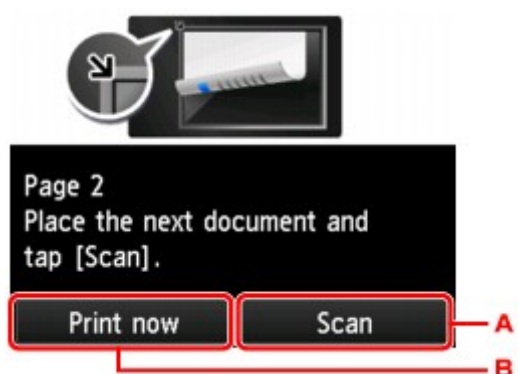 Page 2
Place the next document and
tap [Scan].
Print now
Scan
A
B